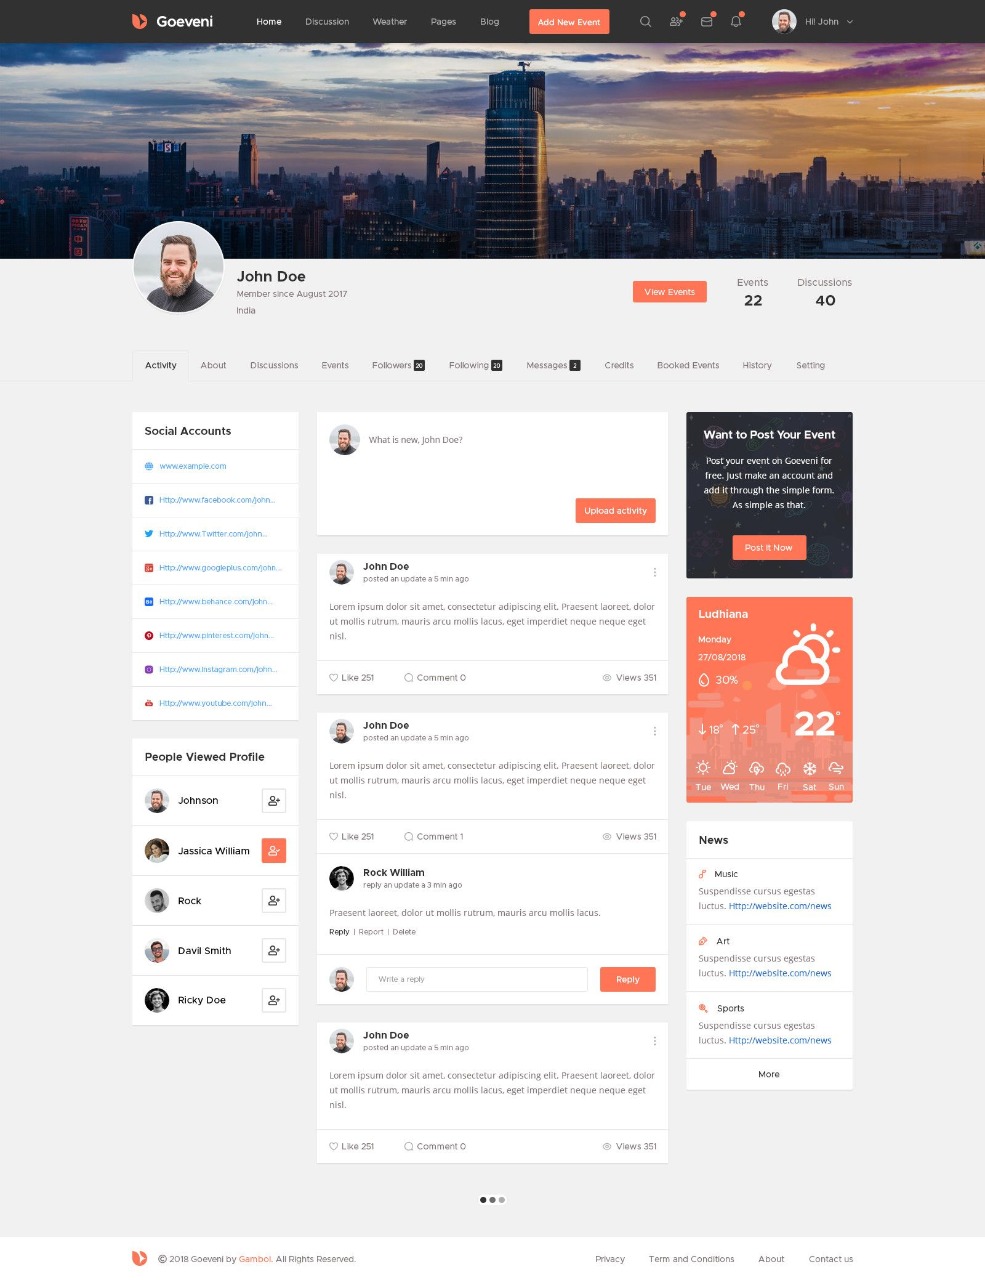 Goeveni
Home Discussion Weather Pages Blog Add New Event Hi! John
John Doe
Member since August 2017
India
View Events
Events
22
Discussions
40
Activity About Discussions Events Followers 20 Following 20 Messages 2 Credits Booked Events History Setting
Social Accounts
www.example.com
Http://www.facebook.com/john...
Http://www.Twitter.com/john...
Http://www.googleplus.com/john...
Http://www.behance.com/john...
Http://www.pinterest.com/john...
Http://www.instagram.com/john...
Http://www.youtube.com/john...
People Viewed Profile
Johnson
Jassica William
Rock
Davil Smith
Ricky Doe
What is new, John Doe?
Upload activity
John Doe
posted an update a 5 min ago
Lorem ipsum dolor sit amet, consectetur adipiscing elit. Praesent laoreet, dolor
ut mollis rutrum, mauris arcu mollis lacus, eget imperdiet neque neque eget
nisl.
Like 251 Comment 0 Views 351
John Doe
posted an update a 5 min ago
Lorem ipsum dolor sit amet, consectetur adipiscing elit. Praesent laoreet, dolor
ut mollis rutrum, mauris arcu mollis lacus, eget imperdiet neque neque eget
nisl.
Like 251 Comment 1 Views 351
Rock William
reply an update a 3 min ago
Praesent laoreet, dolor ut mollis rutrum, mauris arcu mollis lacus.
Reply | Report | Delete
Write a reply
Reply
John Doe
posted an update a 5 min ago
Lorem ipsum dolor sit amet, consectetur adipiscing elit. Praesent laoreet, dolor
ut mollis rutrum, mauris arcu mollis lacus, eget imperdiet neque neque eget
nisl.
Like 251 Comment 0 Views 351
Want to Post Your Event
Post your event on Goeveni for
free. Just make an account and
add it through the simple form.
As simple as that.
Post It Now
Ludhiana
Monday
27/08/2018
30%
22°
18° 25°
Tue Wed Thu Fri Sat Sun
News
Music
Suspendisse cursus egestas
luctus. Http://website.com/news
Art
Suspendisse cursus egestas
luctus. Http://website.com/news
Sports
Suspendisse cursus egestas
luctus. Http://website.com/news
More
© 2018 Goeveni by Gambol. All Rights Reserved.
Privacy Term and Conditions About Contact us